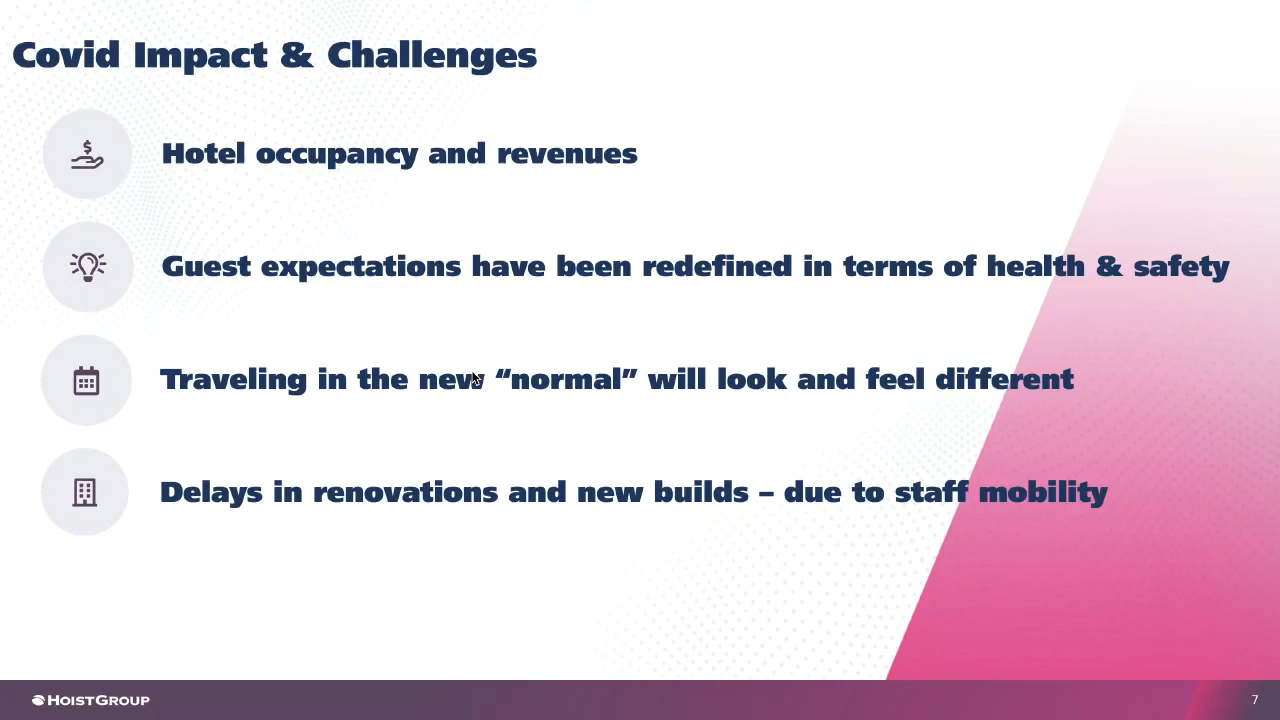 Covid Impact & Challenges
Hotel occupancy and revenues
Guest expectations have been redefined in terms of health & safety
Traveling in the new “normal” will look and feel different
Delays in renovations and new builds – due to staff mobility
HOISTGROUP
7